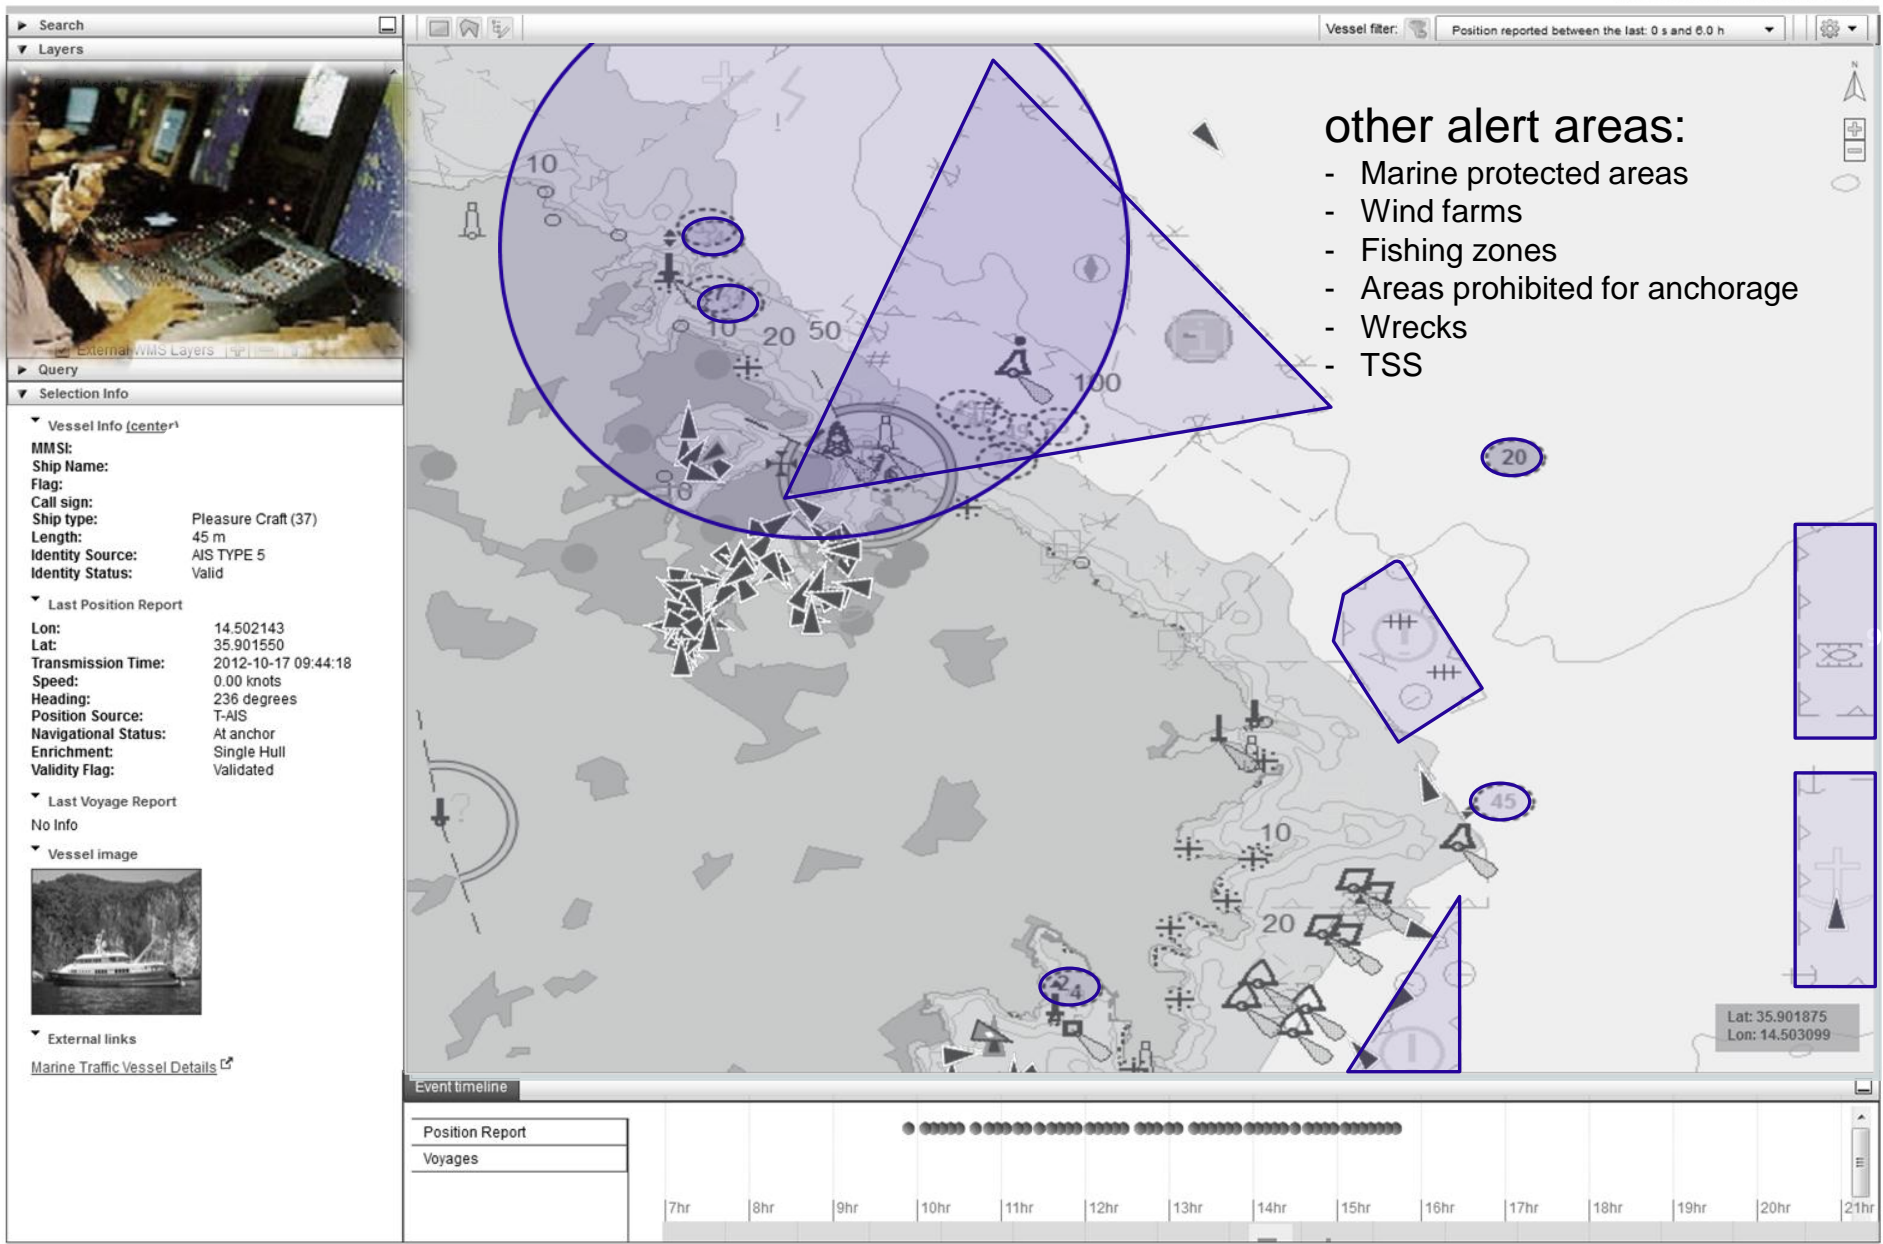 Search
Layers
External WMS Layers
Query
Selection Info
Vessel Info (center)
MMSI:
Ship Name:
Flag:
Call sign:
Ship type: Pleasure Craft (37)
Length: 45 m
Identity Source: AIS TYPE 5
Identity Status: Valid
Last Position Report
Lon: 14.502143
Lat: 35.901550
Transmission Time: 2012-10-17 09:44:18
Speed: 0.00 knots
Heading: 236 degrees
Position Source: T-AIS
Navigational Status: At anchor
Enrichment: Single Hull
Validity Flag: Validated
Last Voyage Report
No Info
Vessel image
External links
Marine Traffic Vessel Details
Vessel filter: Position reported between the last: 0 s and 6.0 h
N
other alert areas:
- Marine protected areas
- Wind farms
- Fishing zones
- Areas prohibited for anchorage
- Wrecks
- TSS
10
10 20 50
100
10
20
45
10
20
24
Lat: 35.901875
Lon: 14.503099
Event timeline
Position Report
Voyages
7hr 8hr 9hr 10hr 11hr 12hr 13hr 14hr 15hr 16hr 17hr 18hr 19hr 20hr 21hr